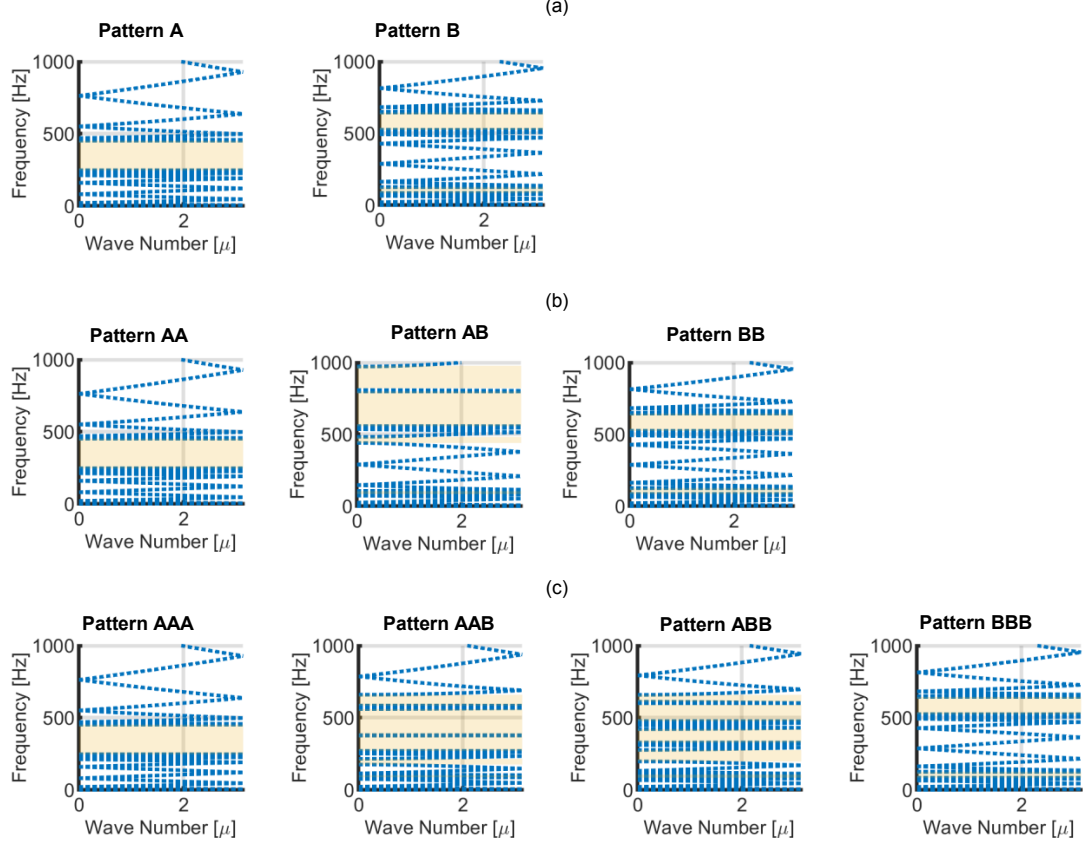 (a)
Pattern A
Pattern B
1000
500
0
0
2
Frequency [Hz]
Wave Number [μ]
1000
500
0
0
2
Frequency [Hz]
Wave Number [μ]
(b)
Pattern AA
Pattern AB
Pattern BB
1000
500
0
0
2
Frequency [Hz]
Wave Number [μ]
1000
500
0
0
2
Frequency [Hz]
Wave Number [μ]
1000
500
0
0
2
Frequency [Hz]
Wave Number [μ]
(c)
Pattern AAA
Pattern AAB
Pattern ABB
Pattern BBB
1000
500
0
0
2
Frequency [Hz]
Wave Number [μ]
1000
500
0
0
2
Frequency [Hz]
Wave Number [μ]
1000
500
0
0
2
Frequency [Hz]
Wave Number [μ]
1000
500
0
0
2
Frequency [Hz]
Wave Number [μ]